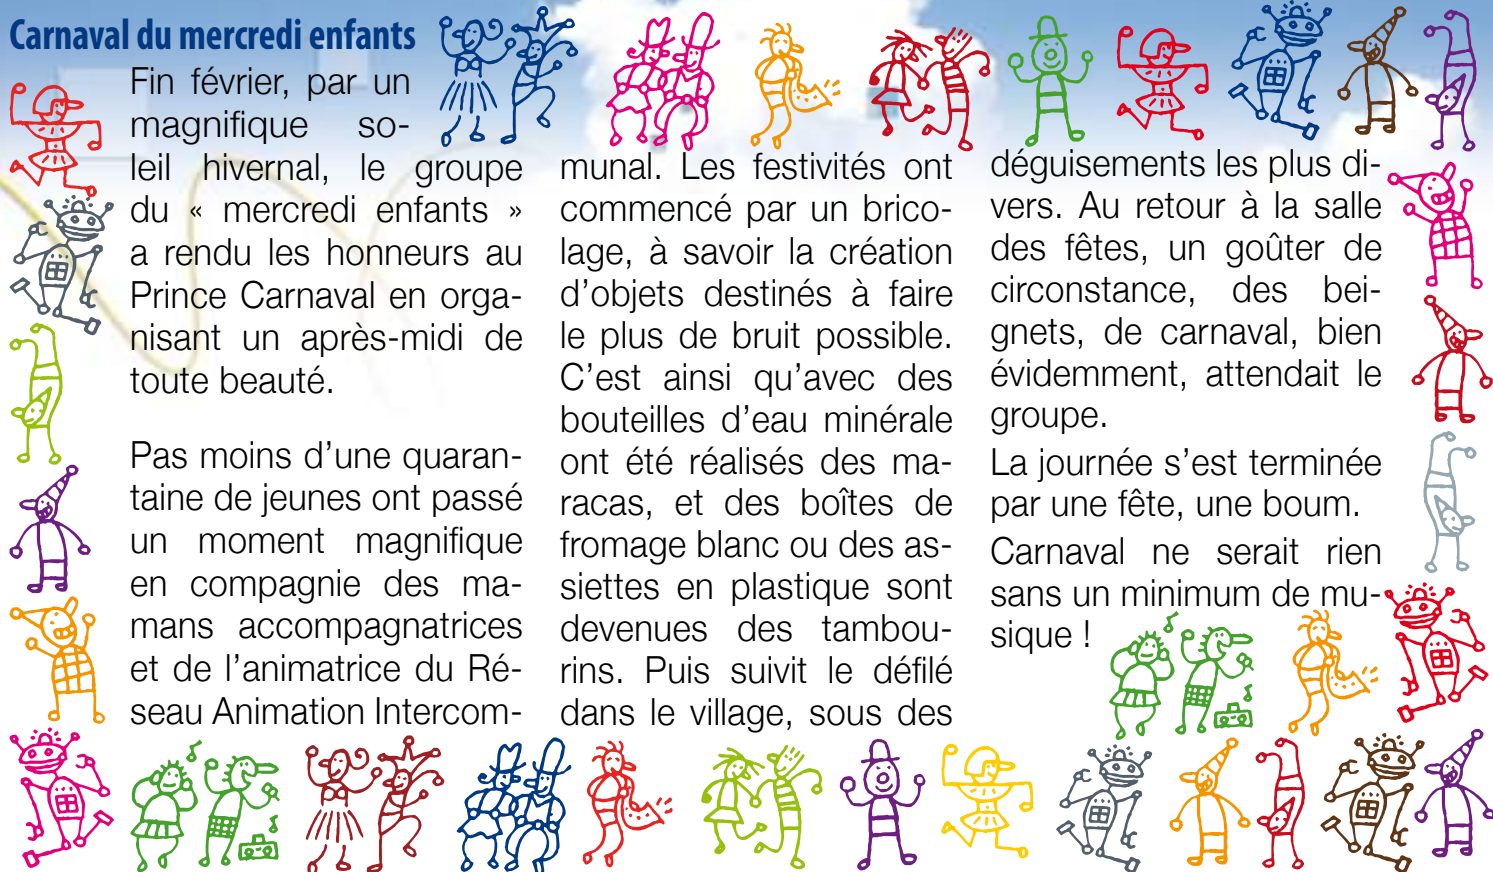 Carnaval du mercredi enfants
Fin février, par un
magnifique so-
leil hivernal, le groupe
du « mercredi enfants »
a rendu les honneurs au
Prince Carnaval en orga-
nisant un après-midi de
toute beauté.
Pas moins d'une quaran-
taine de jeunes ont passé
un moment magnifique
en compagnie des ma-
mans accompagnatrices
et de l'animatrice du Ré-
seau Animation Intercom-
munal. Les festivités ont
commencé par un brico-
lage, à savoir la création
d'objets destinés à faire
le plus de bruit possible.
C'est ainsi qu'avec des
bouteilles d'eau minérale
ont été réalisés des ma-
racas, et des boîtes de
fromage blanc ou des as-
siettes en plastique sont
devenues des tambou-
rins. Puis suivit le défilé
dans le village, sous des
déguisements les plus di-
vers. Au retour à la salle
des fêtes, un goûter de
circonstance, des bei-
gnets, de carnaval, bien
évidemment, attendait le
groupe.
La journée s'est terminée
par une fête, une boum.
Carnaval ne serait rien
sans un minimum de mu-
sique !